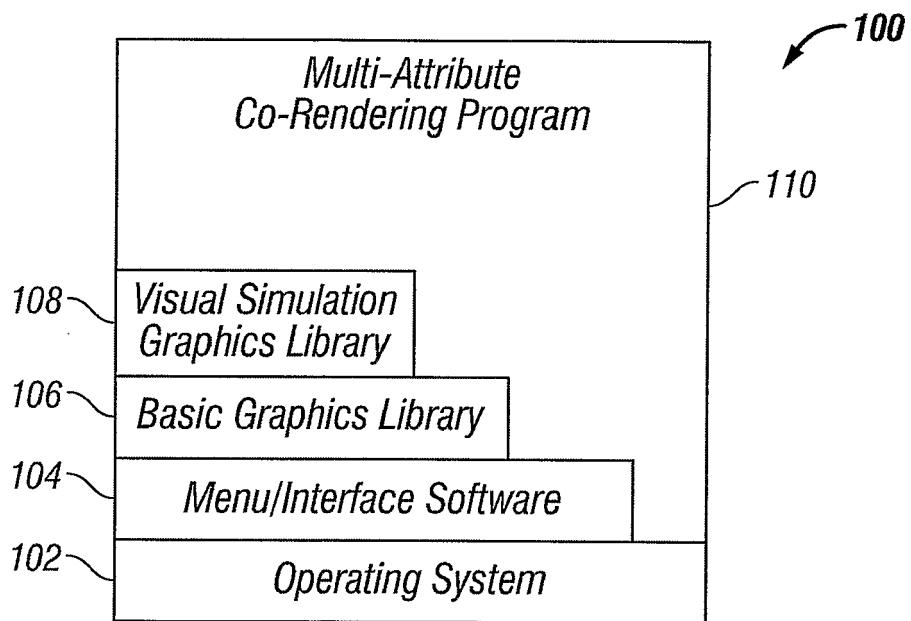 100
Multi-Attribute
Co-Rendering Program
110
108
Visual Simulation
Graphics Library
106
Basic Graphics Library
104
Menu/Interface Software
102
Operating System